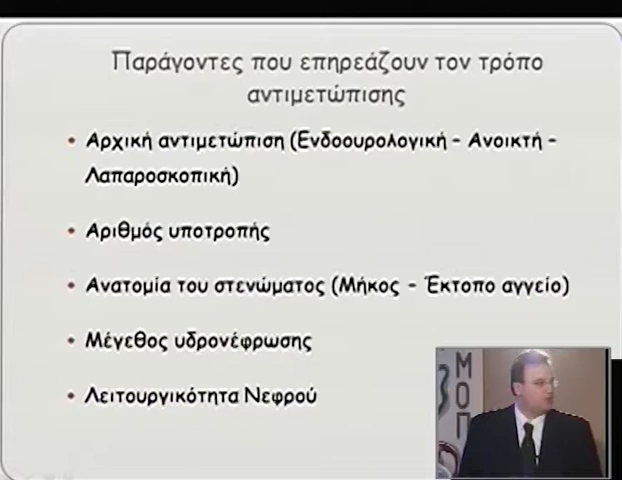 Παράγοντες που επηρεάζουν τον τρόπο
αντιμετώπισης
• Αρχική αντιμετώπιση (Ενδοουρολογική – Ανοικτή –
Λαπαροσκοπική)
• Αριθμός υποτροπής
• Ανατομία του στενώματος (Μήκος – Έκτοπο αγγείο)
• Μέγεθος υδρονέφρωσης
• Λειτουργικότητα Νεφρού
ΜΟΠ